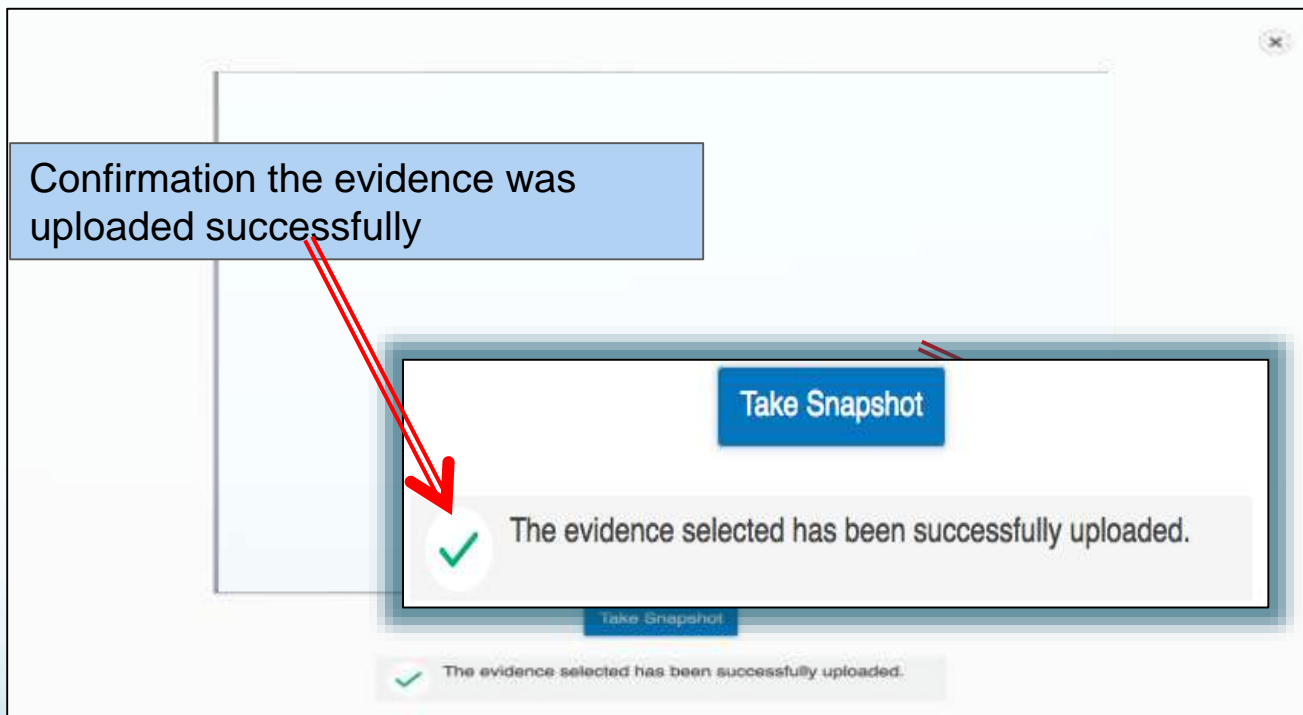 Confirmation the evidence was
uploaded successfully
Take Snapshot
The evidence selected has been successfully uploaded.
Take Snapshot
The evidence selected has been successfully uploaded.